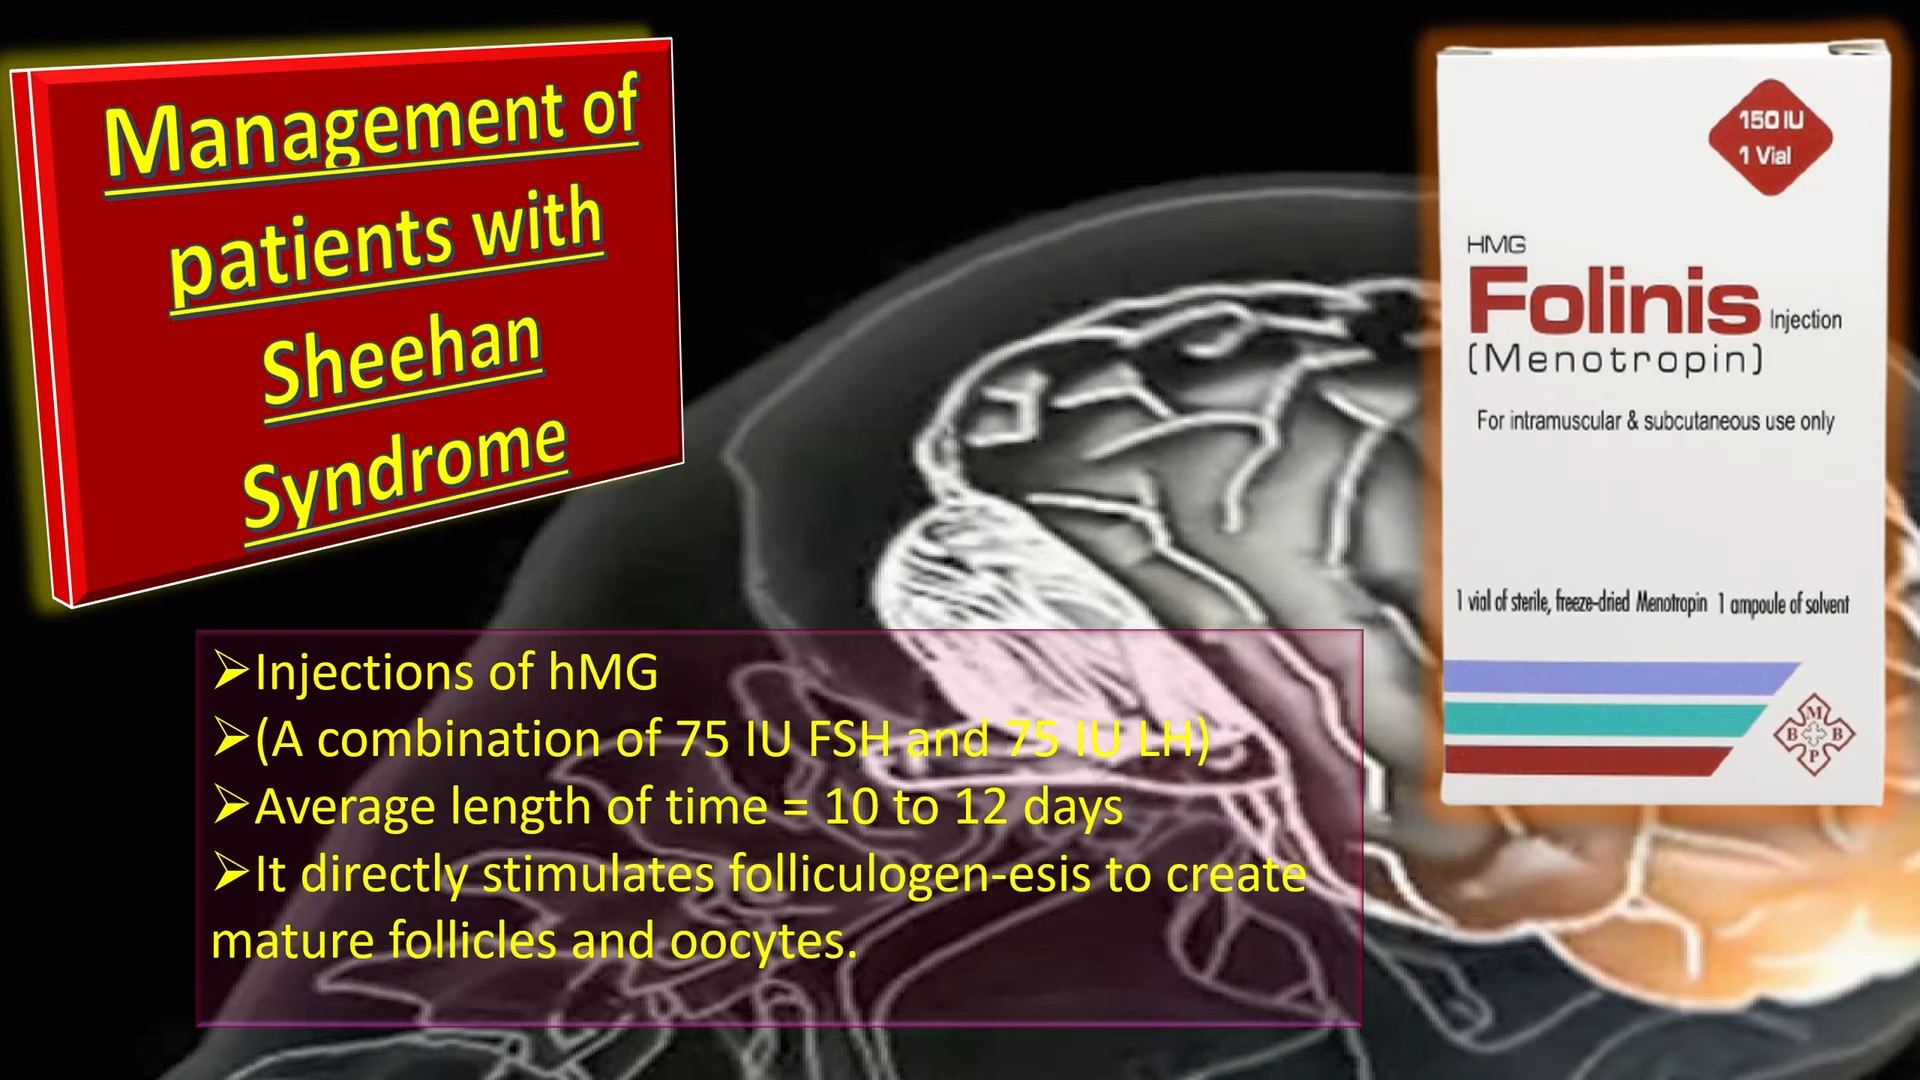 Management of
patients with
Sheehan
Syndrome
150 IU
1 Vial
HMG
Folinis Injection
(Menotropin)
For intramuscular & subcutaneous use only
1 vial of sterile, freeze-dried Menotropin 1 ampoule of solvent
M
B B
P
➢Injections of hMG
➢(A combination of 75 IU FSH and 75 IU LH)
➢Average length of time = 10 to 12 days
➢It directly stimulates folliculogen-esis to create
mature follicles and oocytes.